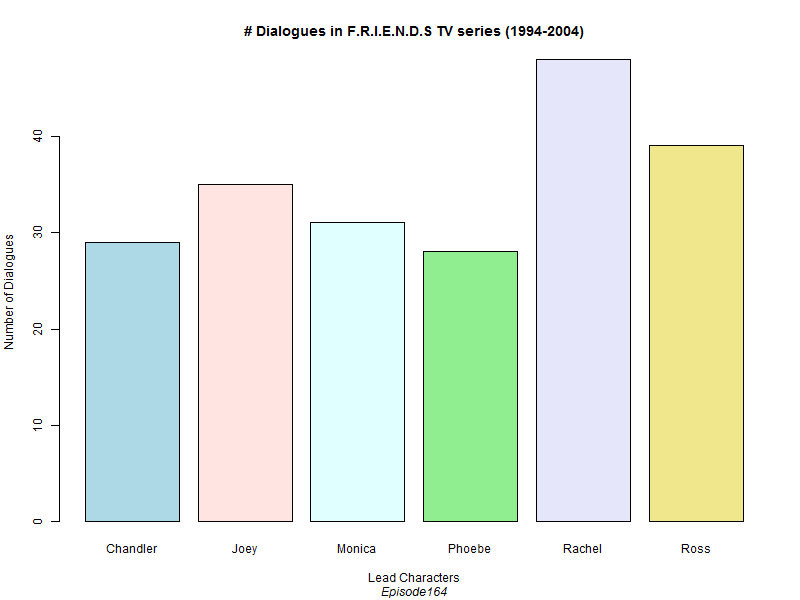 # Dialogues in F.R.I.E.N.D.S TV series (1994-2004)
Number of Dialogues
40
30
20
10
0
Chandler Joey Monica Phoebe Rachel Ross
Lead Characters
Episode164